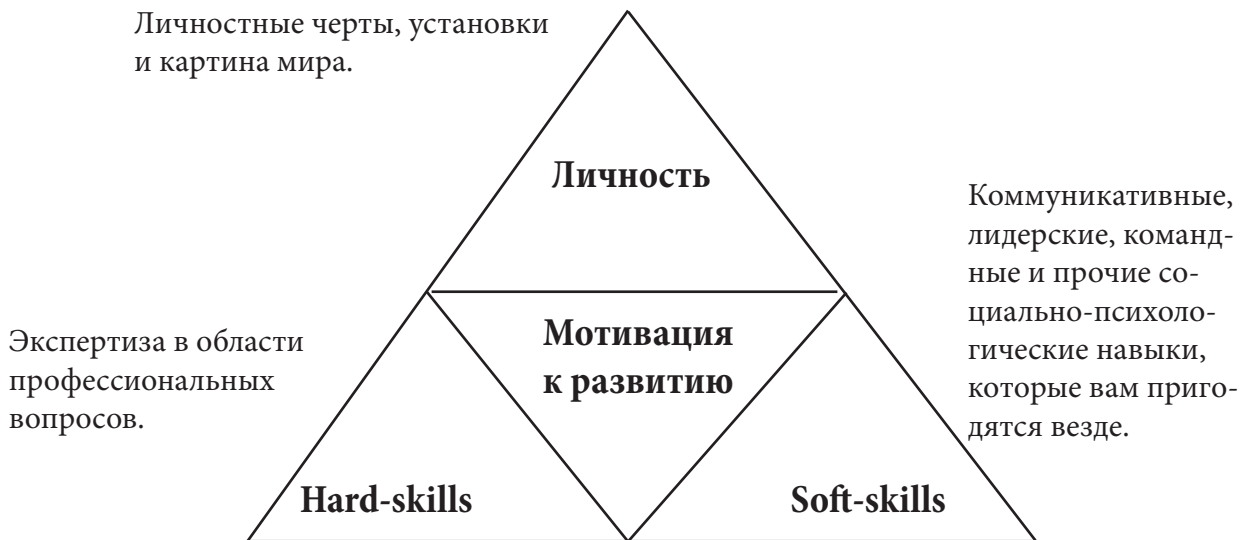 Личностные черты, установки
и картина мира.
Личность
Коммуникативные,
лидерские, команд-
ные и прочие со-
циально-психоло-
гические навыки,
которые вам приго-
дятся везде.
Экспертиза в области
профессиональных
вопросов.
Мотивация
к развитию
Hard-skills
Soft-skills